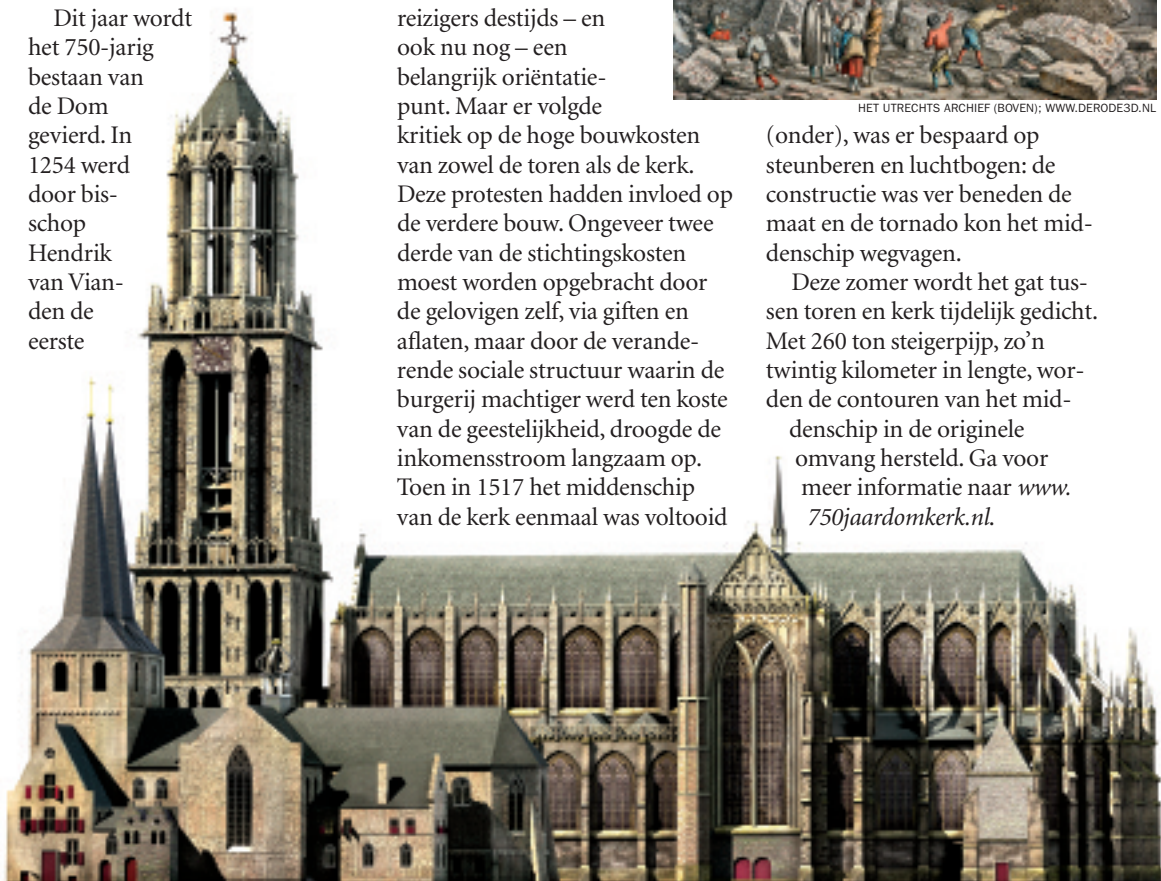 Dit jaar wordt
het 750-jarig
bestaan van
de Dom
gevierd. In
1254 werd
door bis-
schop
Hendrik
van Vian-
den de
eerste
reizigers destijds – en
ook nu nog – een
belangrijk oriëntatie-
punt. Maar er volgde
kritiek op de hoge bouwkosten
van zowel de toren als de kerk.
Deze protesten hadden invloed op
de verdere bouw. Ongeveer twee
derde van de stichtingskosten
moest worden opgebracht door
de gelovigen zelf, via giften en
aflaten, maar door de verande-
rende sociale structuur waarin de
burgerij machtiger werd ten koste
van de geestelijkheid, droogde de
inkomensstroom langzaam op.
Toen in 1517 het middenschip
van de kerk eenmaal was voltooid
HET UTRECHTS ARCHIEF (BOVEN); WWW.DERODE3D.NL
(onder), was er bespaard op
steunberen en luchtbogen: de
constructie was ver beneden de
maat en de tornado kon het mid-
denschip wegvagen.
Deze zomer wordt het gat tus-
sen toren en kerk tijdelijk gedicht.
Met 260 ton steigerpijp, zo'n
twintig kilometer in lengte, wor-
den de contouren van het mid-
denschip in de originele
omvang hersteld. Ga voor
meer informatie naar www.
750jaardomkerk.nl.